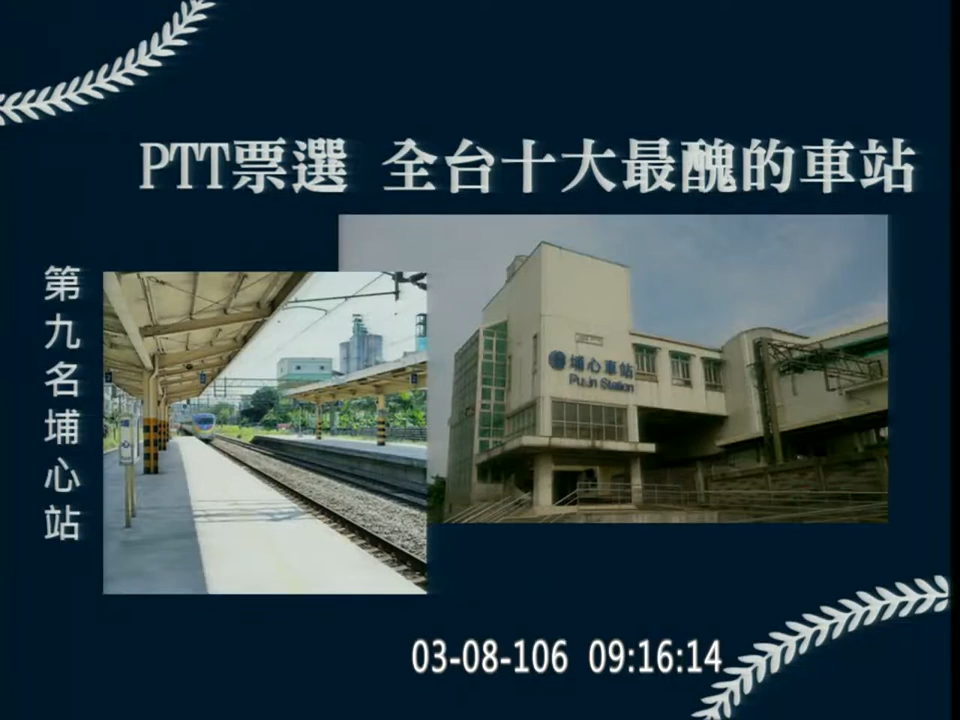 PTT票選 全台十大最醜的車站
第九名埔心站
埔心車站
Puxin Station
03-08-106 09:16:14